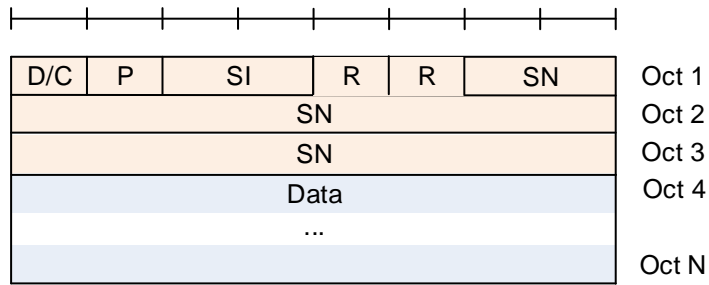 D/C P SI R R SN Oct 1
SN Oct 2
SN Oct 3
Data Oct 4
...
Oct N